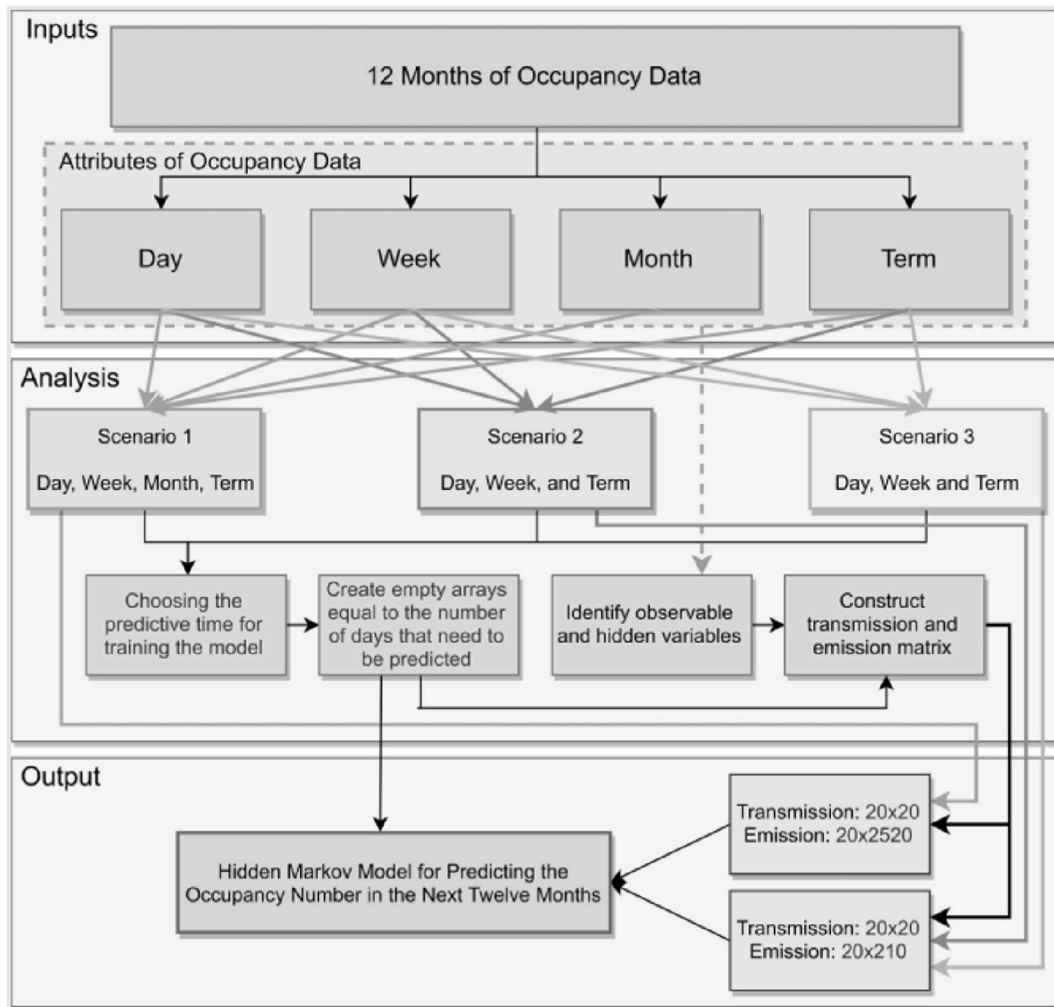 Inputs
12 Months of Occupancy Data
Attributes of Occupancy Data
Day
Week
Month
Term
Analysis
Scenario 1
Day, Week, Month, Term
Scenario 2
Day, Week, and Term
Scenario 3
Day, Week and Term
Choosing the
predictive time for
training the model
Create empty arrays
equal to the number
of days that need to
be predicted
Identify observable
and hidden variables
Construct
transmission and
emission matrix
Output
Hidden Markov Model for Predicting the
Occupancy Number in the Next Twelve Months
Transmission: 20x20
Emission: 20x2520
Transmission: 20x20
Emission: 20x210